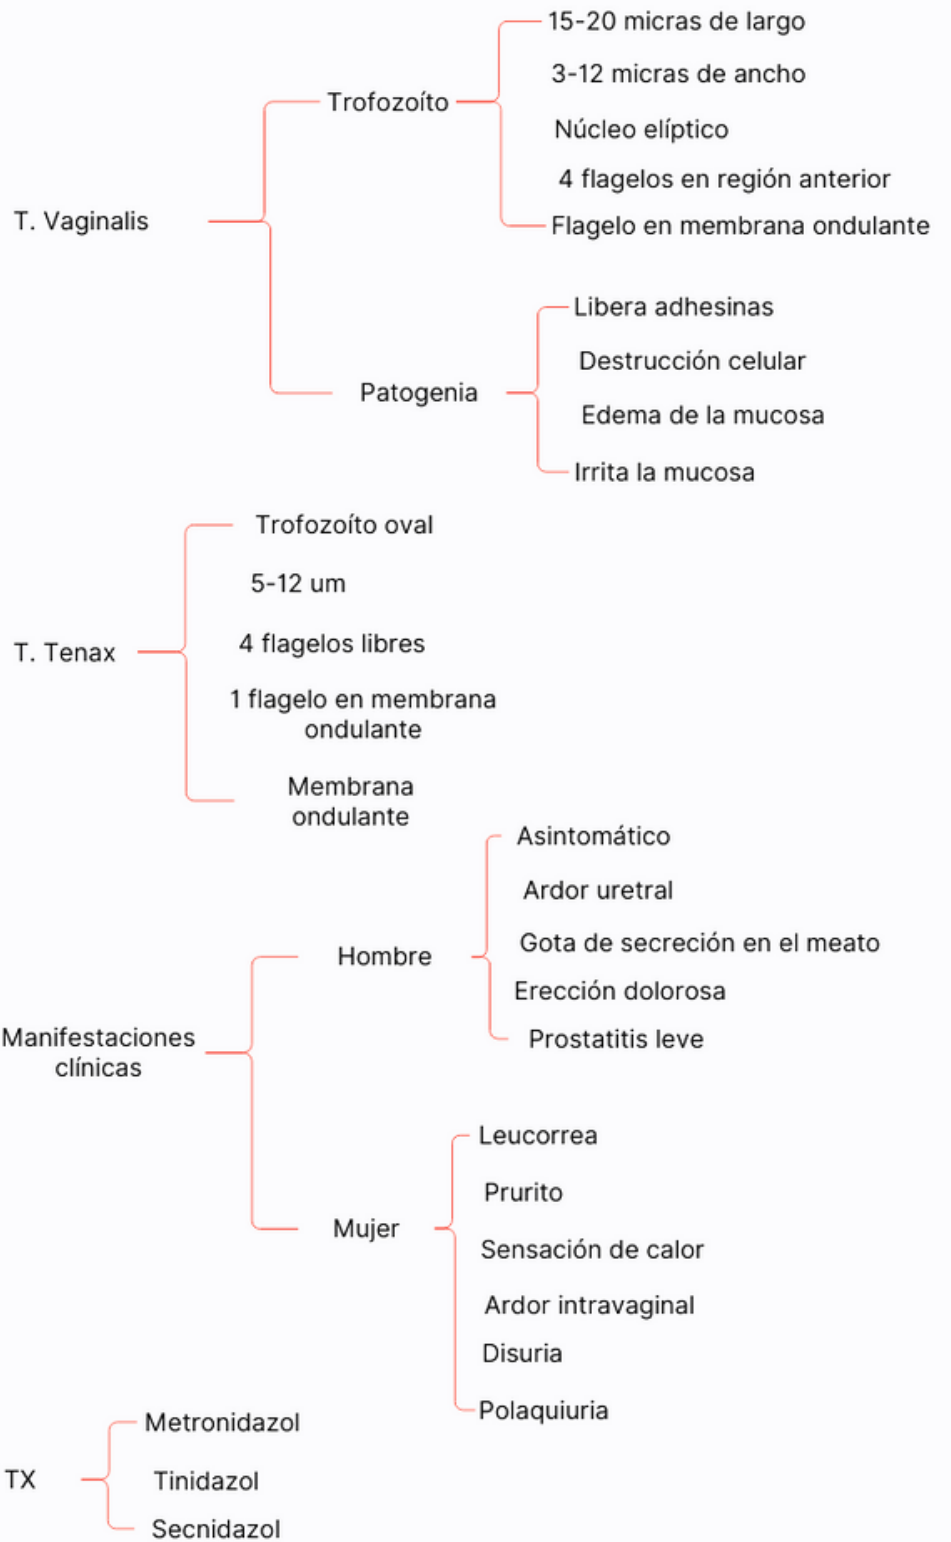 T. Vaginalis
Trofozoíto
15-20 micras de largo
3-12 micras de ancho
Núcleo elíptico
4 flagelos en región anterior
Flagelo en membrana ondulante
Patogenia
Libera adhesinas
Destrucción celular
Edema de la mucosa
Irrita la mucosa
T. Tenax
Trofozoíto oval
5-12 um
4 flagelos libres
1 flagelo en membrana
ondulante
Membrana
ondulante
Manifestaciones
clínicas
Hombre
Asintomático
Ardor uretral
Gota de secreción en el meato
Erección dolorosa
Prostatitis leve
Mujer
Leucorrea
Prurito
Sensación de calor
Ardor intravaginal
Disuria
Polaquiuria
TX
Metronidazol
Tinidazol
Secnidazol